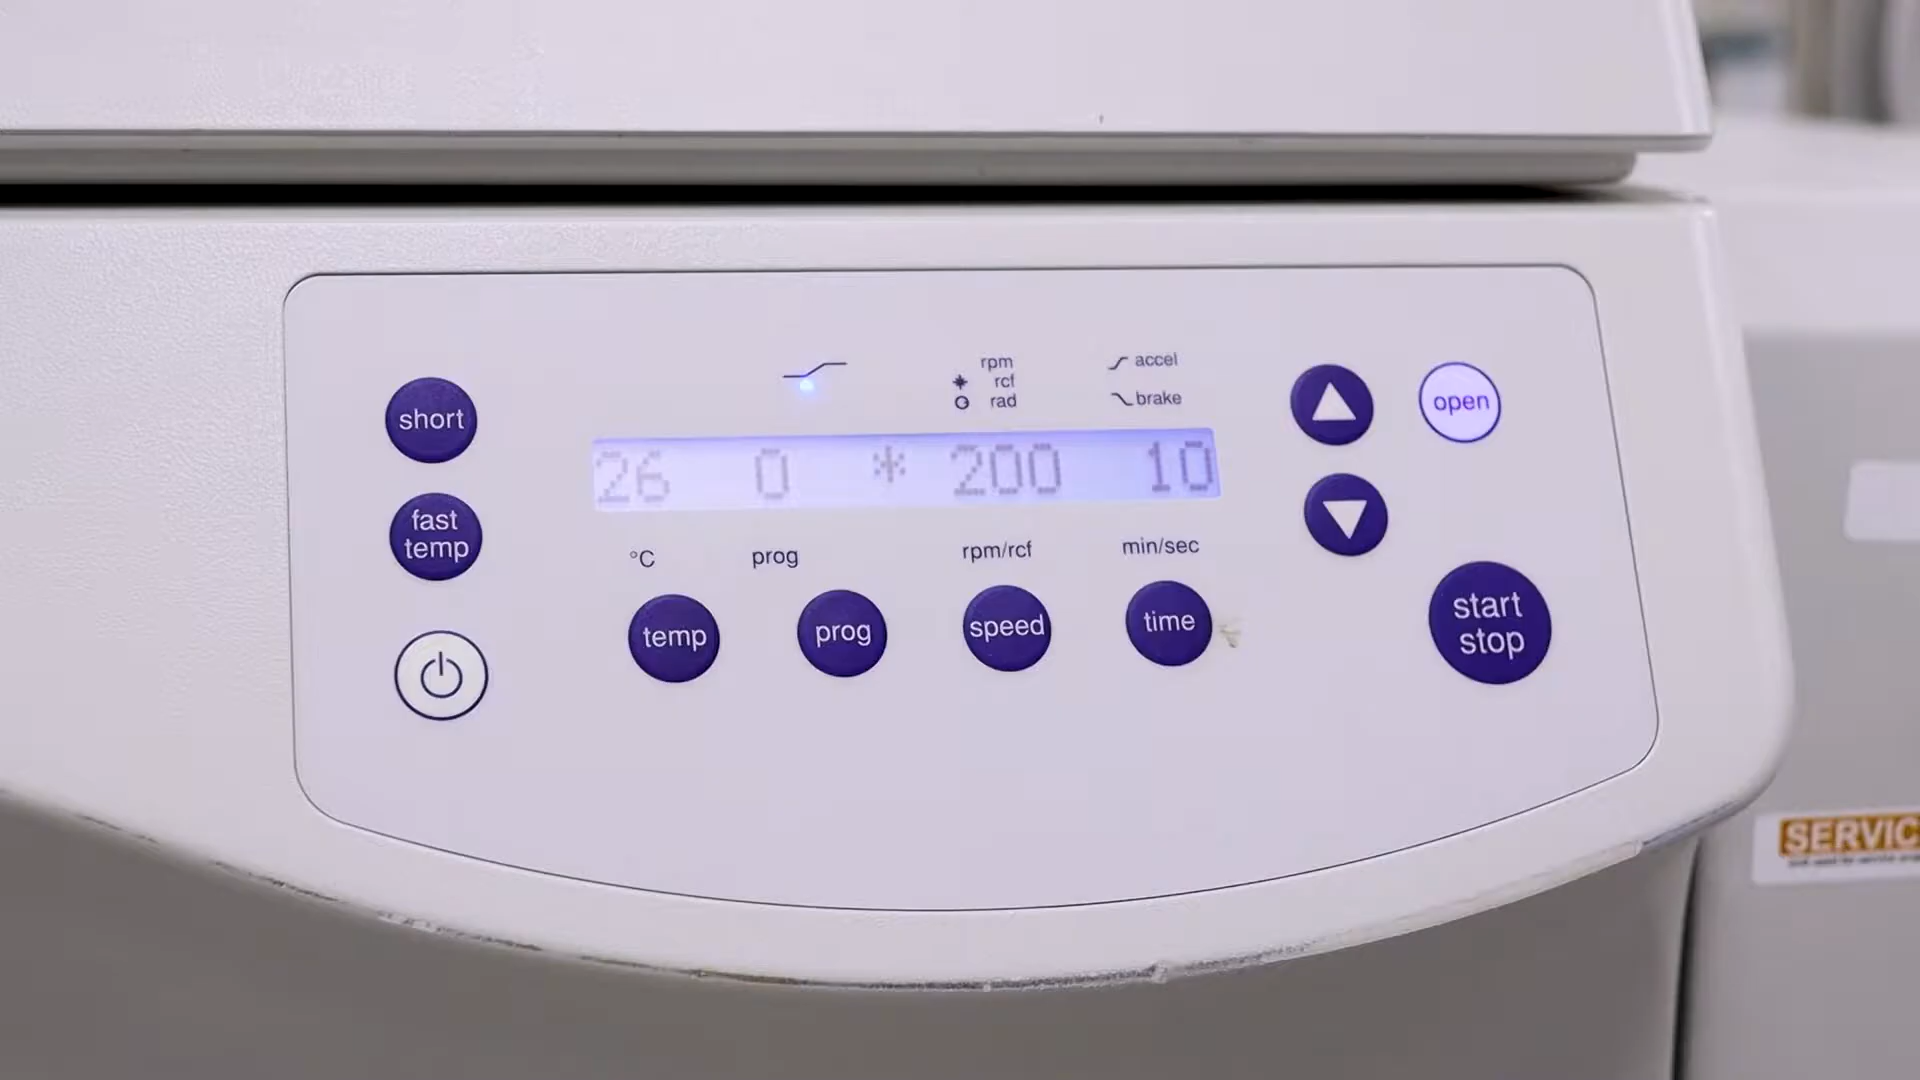 rpm
rcf
rad
accel
brake
short
fast
temp
26 0 * 200 10
°C prog rpm/rcf min/sec
temp prog speed time
open
start
stop
SERVIC